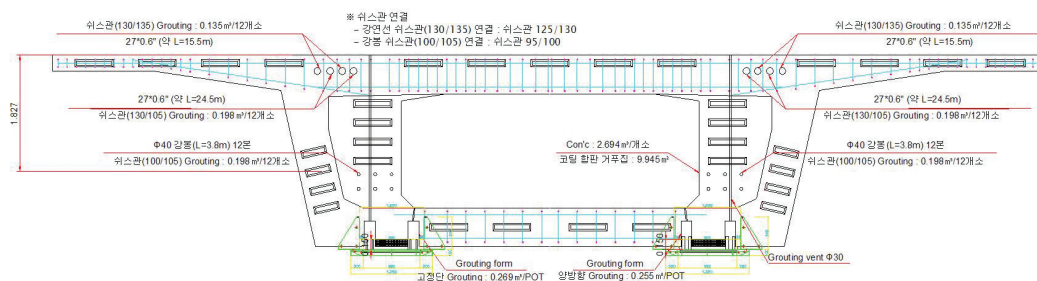 ※ 쉬스관 연결
- 강연선 쉬스관(130/135) 연결 : 쉬스관 125/130
- 강봉 쉬스관(100/105) 연결 : 쉬스관 95/100
쉬스관(130/135) Grouting : 0.135㎥/12개소
27*0.6" (약 L=15.5m)
쉬스관(130/135) Grouting : 0.135㎥/12개소
27*0.6" (약 L=15.5m)
1.827
27*0.6" (약 L=24.5m)
쉬스관(130/105) Grouting : 0.198㎥/12개소
27*0.6" (약 L=24.5m)
쉬스관(130/105) Grouting : 0.198㎥/12개소
Φ40 강봉(L=3.8m) 12본
쉬스관(100/105) Grouting : 0.198㎥/12개소
Con'c : 2.694㎥/개소
코팅 합판 거푸집 : 9.945㎡
Φ40 강봉(L=3.8m) 12본
쉬스관(100/105) Grouting : 0.198㎥/12개소
0.150
0.150
Grouting vent Φ30
Grouting form
고정단 Grouting : 0.269㎥/POT
Grouting form
양방향 Grouting : 0.255㎥/POT